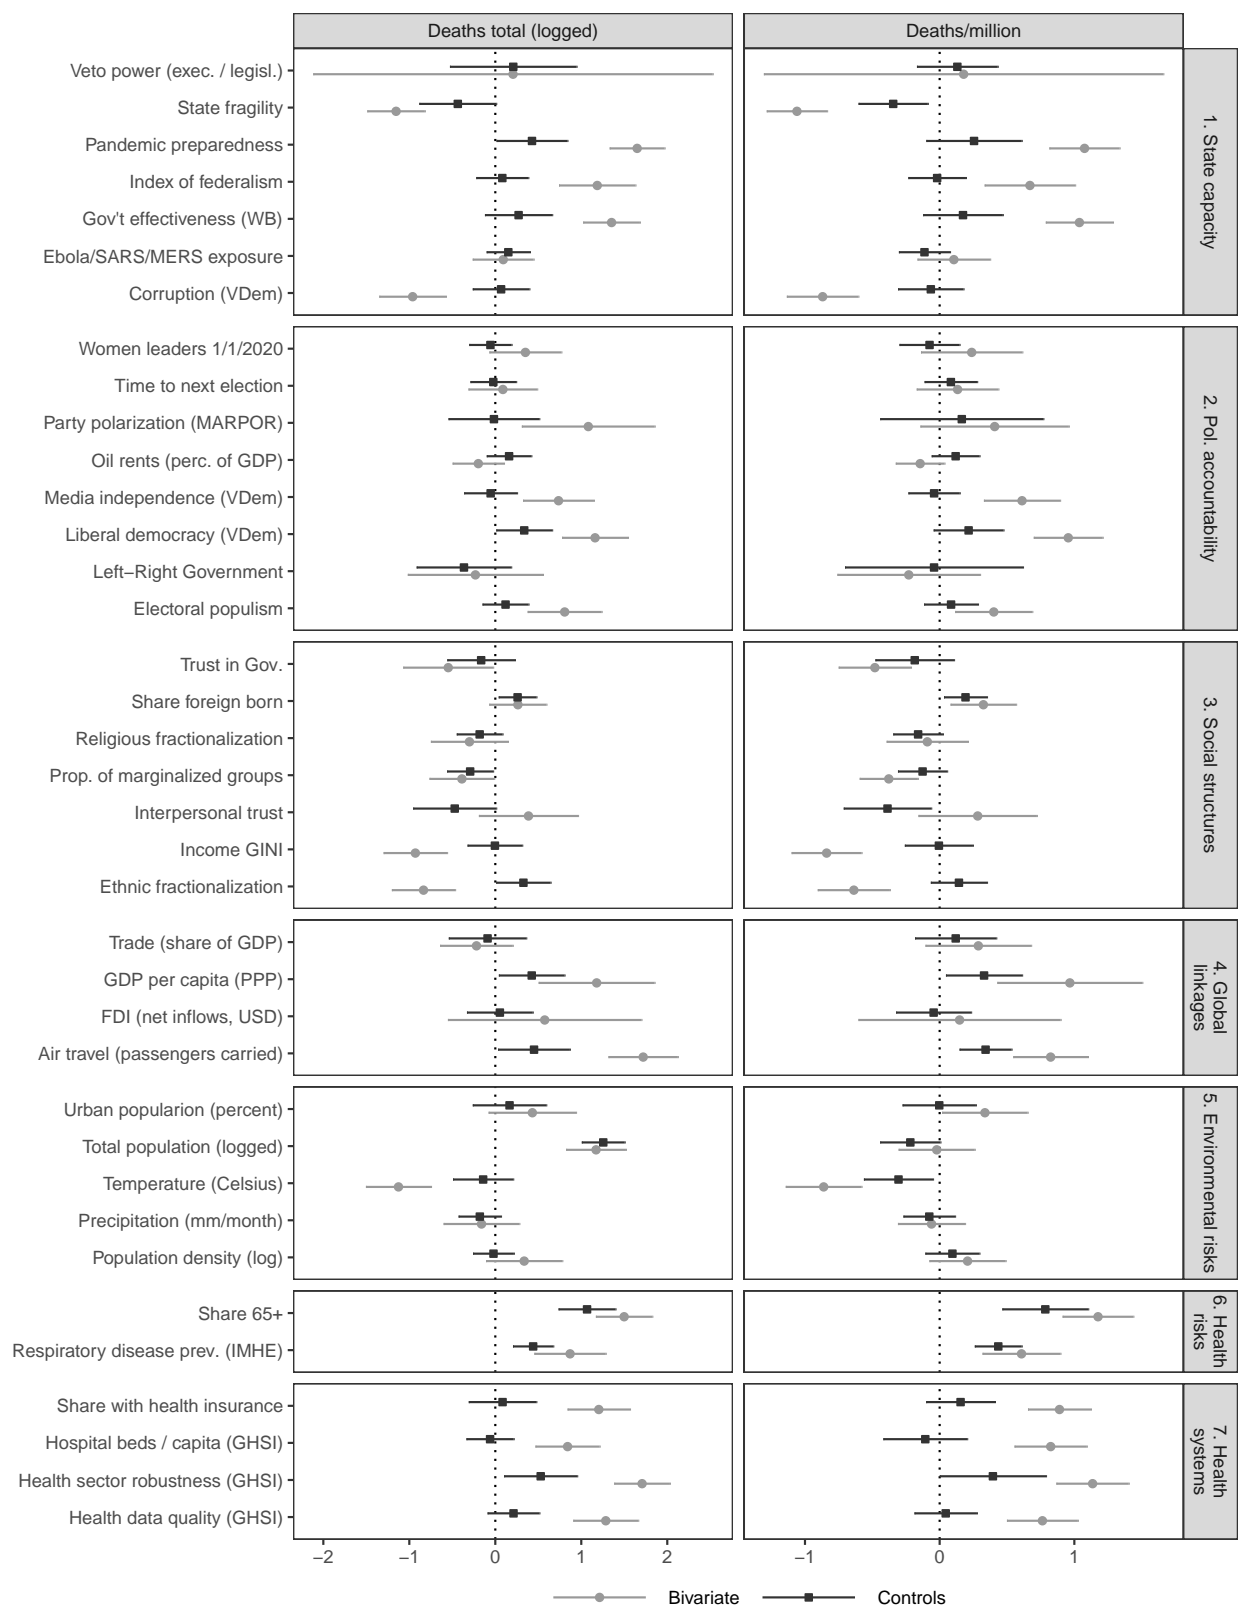 Deaths total (logged)
Deaths/million
Veto power (exec. / legisl.)
State fragility
Pandemic preparedness
Index of federalism
Gov't effectiveness (WB)
Ebola/SARS/MERS exposure
Corruption (VDem)
1. State capacity
Women leaders 1/1/2020
Time to next election
Party polarization (MARPOR)
Oil rents (perc. of GDP)
Media independence (VDem)
Liberal democracy (VDem)
Left−Right Government
Electoral populism
2. Pol. accountability
Trust in Gov.
Share foreign born
Religious fractionalization
Prop. of marginalized groups
Interpersonal trust
Income GINI
Ethnic fractionalization
3. Social structures
Trade (share of GDP)
GDP per capita (PPP)
FDI (net inflows, USD)
Air travel (passengers carried)
4. Global
linkages
Urban popularion (percent)
Total population (logged)
Temperature (Celsius)
Precipitation (mm/month)
Population density (log)
5. Environmental risks
Share 65+
Respiratory disease prev. (IMHE)
6. Health
risks
Share with health insurance
Hospital beds / capita (GHSI)
Health sector robustness (GHSI)
Health data quality (GHSI)
7. Health
systems
−2 −1 0 1 2
−1 0 1
Bivariate Controls